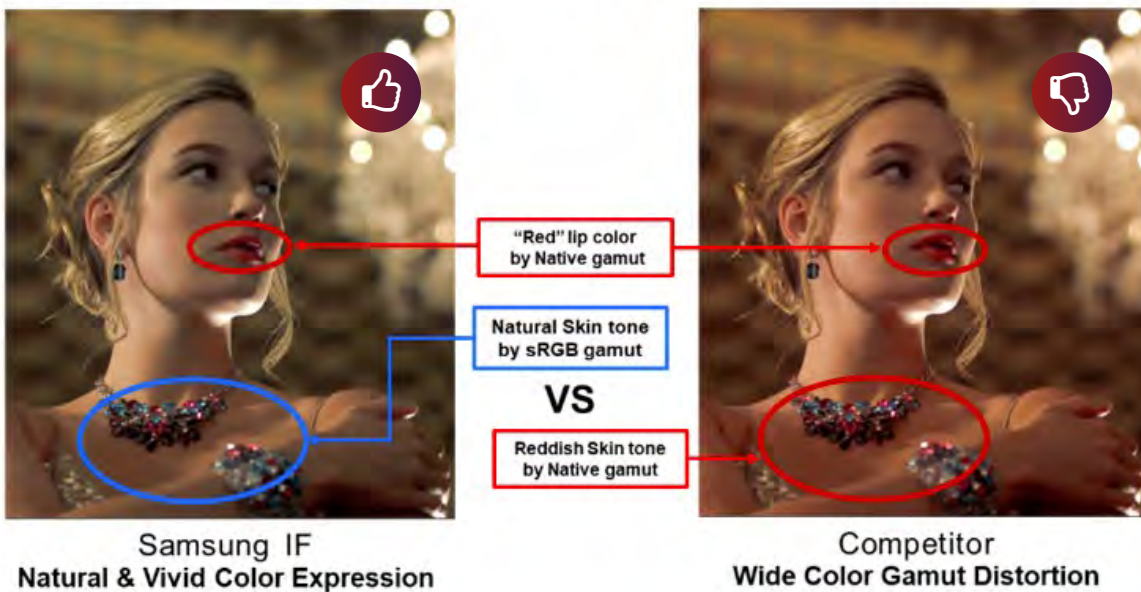 “Red” lip color
by Native gamut
Natural Skin tone
by sRGB gamut
VS
Reddish Skin tone
by Native gamut
Samsung IF
Natural & Vivid Color Expression
Competitor
Wide Color Gamut Distortion